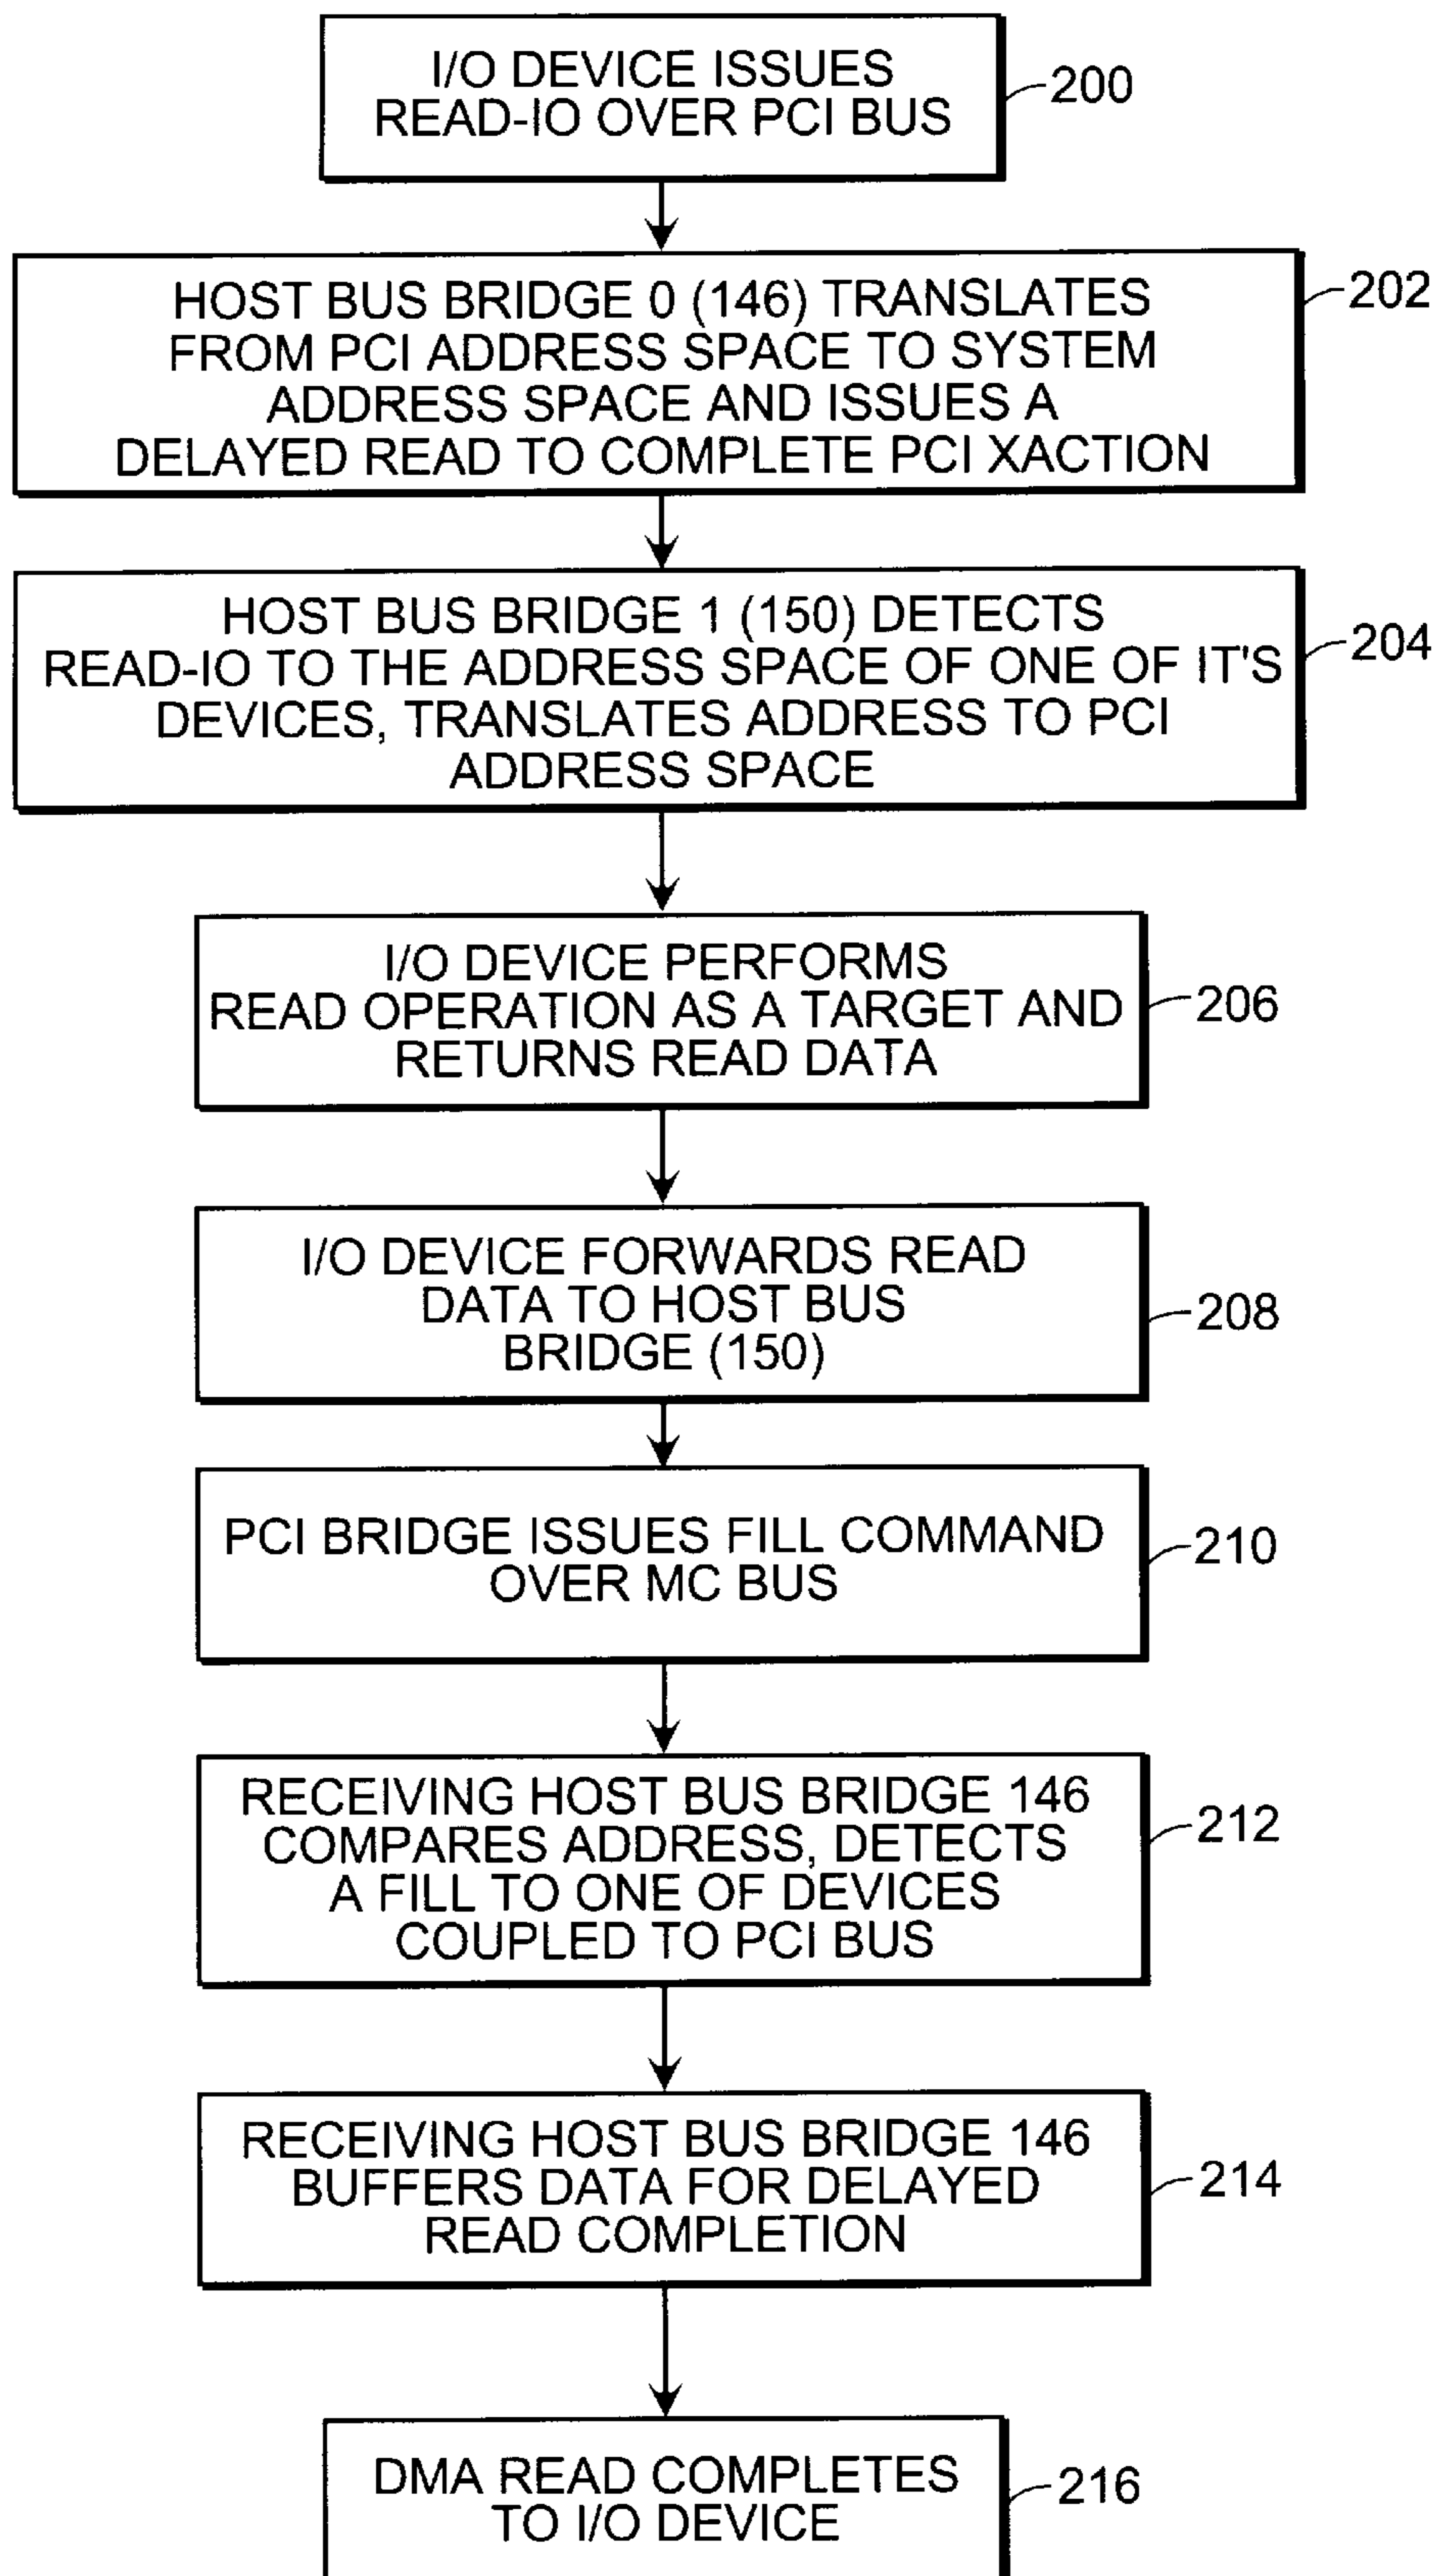 I/O DEVICE ISSUES
READ-IO OVER PCI BUS
200
HOST BUS BRIDGE 0 (146) TRANSLATES
FROM PCI ADDRESS SPACE TO SYSTEM
ADDRESS SPACE AND ISSUES A
DELAYED READ TO COMPLETE PCI XACTION
202
HOST BUS BRIDGE 1 (150) DETECTS
READ-IO TO THE ADDRESS SPACE OF ONE OF IT'S
DEVICES, TRANSLATES ADDRESS TO PCI
ADDRESS SPACE
204
I/O DEVICE PERFORMS
READ OPERATION AS A TARGET AND
RETURNS READ DATA
206
I/O DEVICE FORWARDS READ
DATA TO HOST BUS
BRIDGE (150)
208
PCI BRIDGE ISSUES FILL COMMAND
OVER MC BUS
210
RECEIVING HOST BUS BRIDGE 146
COMPARES ADDRESS, DETECTS
A FILL TO ONE OF DEVICES
COUPLED TO PCI BUS
212
RECEIVING HOST BUS BRIDGE 146
BUFFERS DATA FOR DELAYED
READ COMPLETION
214
DMA READ COMPLETES
TO I/O DEVICE
216